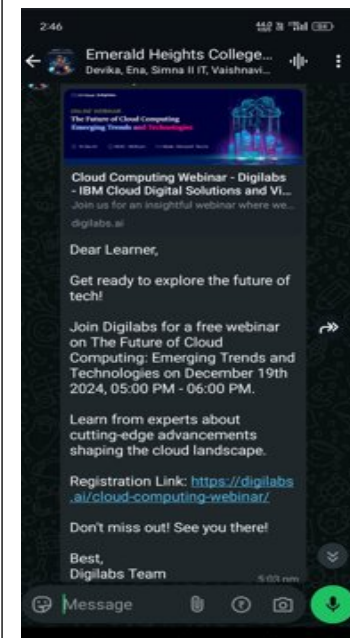 2:46
Emerald Heights College...
Devika, Ena, Simna II IT, Vaishnavi...
ONLINE WEBINAR
The Future of Cloud Computing
Emerging Trends and Technologies
Cloud Computing Webinar - Digilabs
- IBM Cloud Digital Solutions and Vi...
Join us for an insightful webinar where we...
digilabs.ai
Dear Learner,
Get ready to explore the future of
tech!
Join Digilabs for a free webinar
on The Future of Cloud
Computing: Emerging Trends and
Technologies on December 19th
2024, 05:00 PM - 06:00 PM.
Learn from experts about
cutting-edge advancements
shaping the cloud landscape.
Registration Link: https://digilabs
.ai/cloud-computing-webinar/
Don't miss out! See you there!
Best,
Digilabs Team
5:03 pm
Message